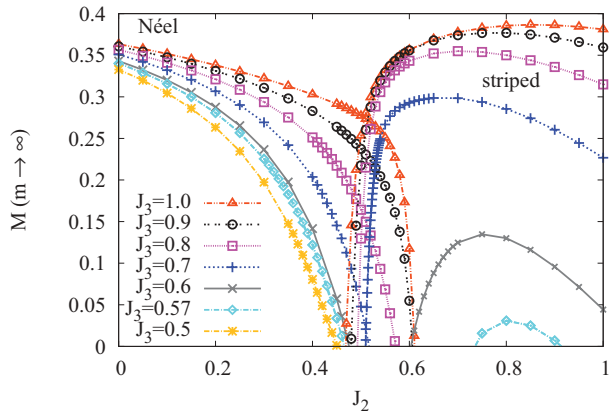 0.4
0.35
0.3
0.25
0.2
0.15
0.1
0.05
0
M (m → ∞)
Néel
striped
J₃=1.0
J₃=0.9
J₃=0.8
J₃=0.7
J₃=0.6
J₃=0.57
J₃=0.5
0 0.2 0.4 0.6 0.8 1
J₂